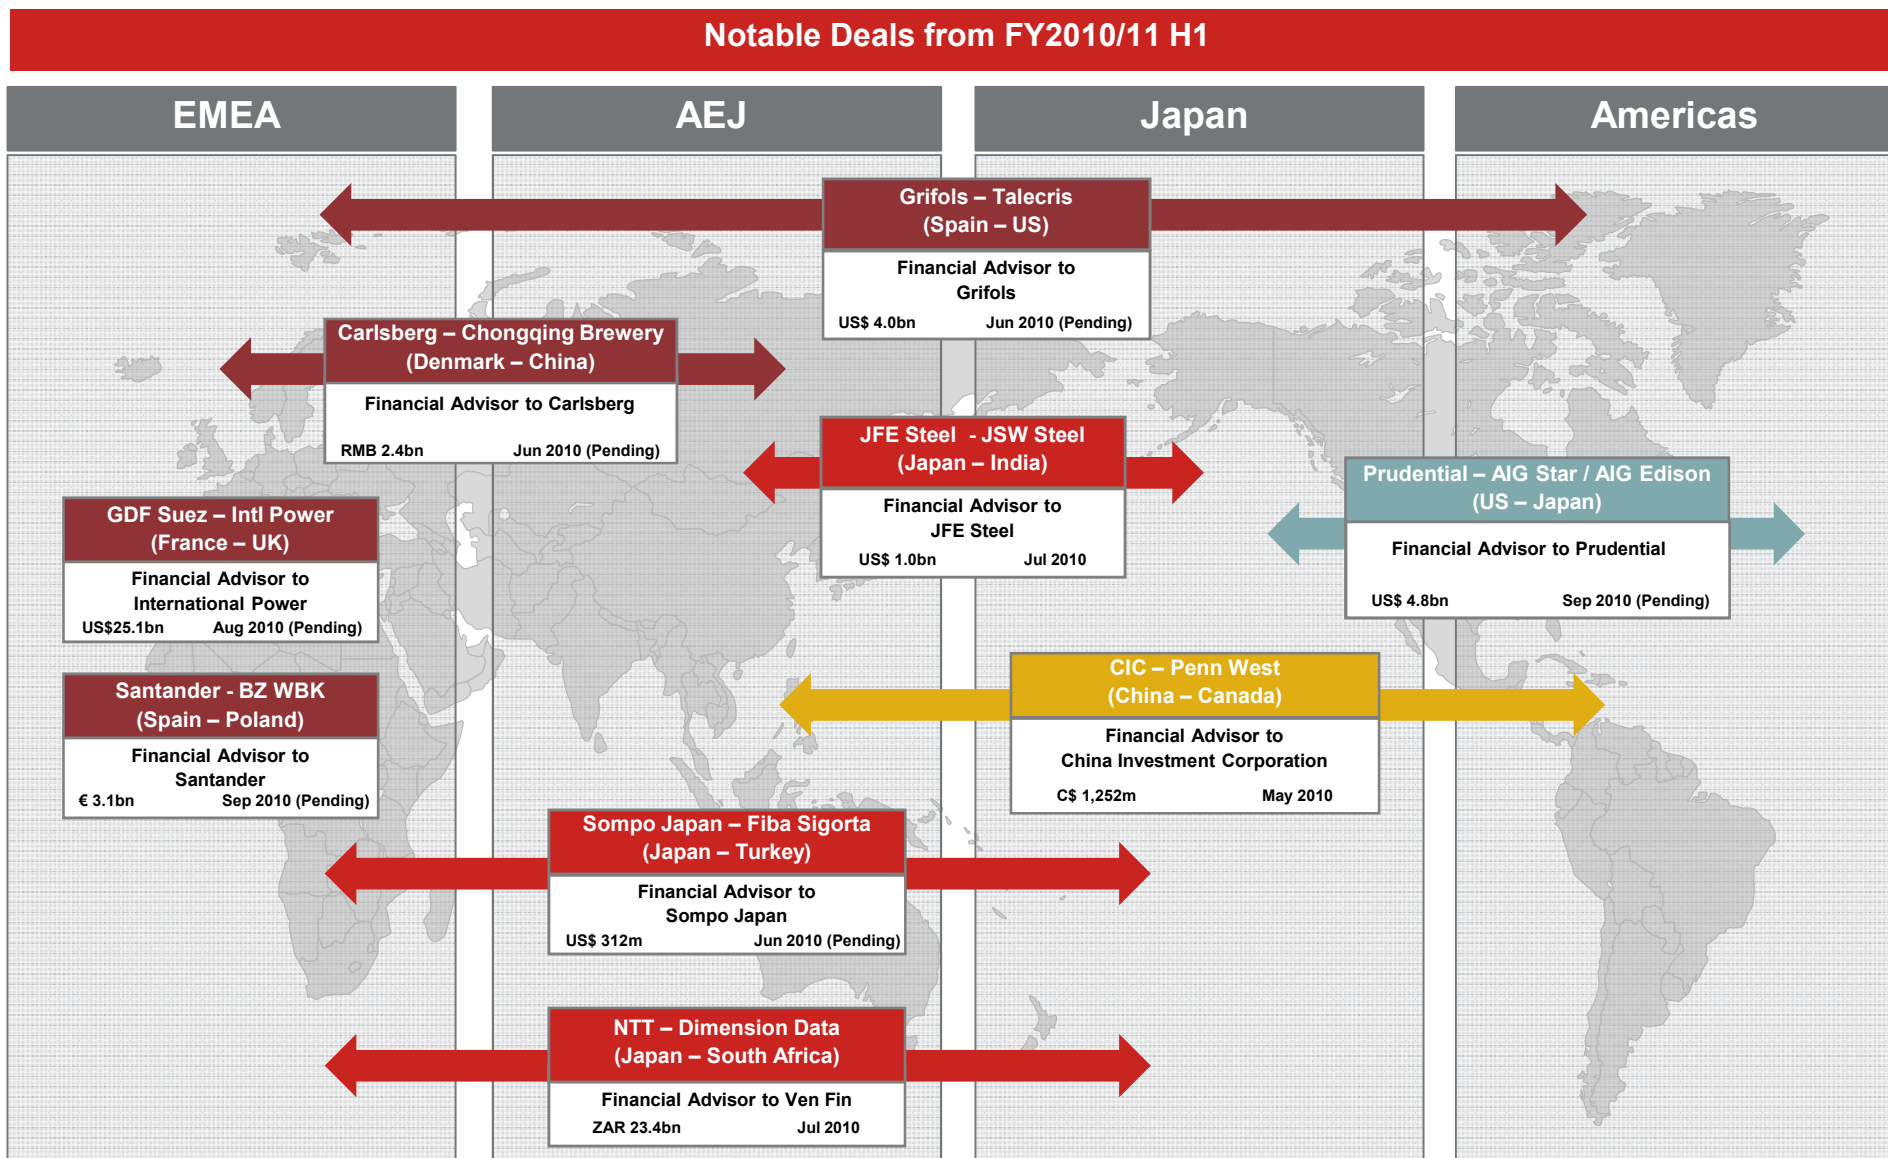 Notable Deals from FY2010/11 H1
EMEA
AEJ
Japan
Americas
Grifols – Talecris
(Spain – US)
Financial Advisor to
Grifols
US$ 4.0bn Jun 2010 (Pending)
Carlsberg – Chongqing Brewery
(Denmark – China)
Financial Advisor to Carlsberg
RMB 2.4bn Jun 2010 (Pending)
JFE Steel - JSW Steel
(Japan – India)
Financial Advisor to
JFE Steel
US$ 1.0bn Jul 2010
Prudential – AIG Star / AIG Edison
(US – Japan)
Financial Advisor to Prudential
US$ 4.8bn Sep 2010 (Pending)
GDF Suez – Intl Power
(France – UK)
Financial Advisor to
International Power
US$25.1bn Aug 2010 (Pending)
Santander - BZ WBK
(Spain – Poland)
Financial Advisor to
Santander
€ 3.1bn Sep 2010 (Pending)
CIC – Penn West
(China – Canada)
Financial Advisor to
China Investment Corporation
C$ 1,252m May 2010
Sompo Japan – Fiba Sigorta
(Japan – Turkey)
Financial Advisor to
Sompo Japan
US$ 312m Jun 2010 (Pending)
NTT – Dimension Data
(Japan – South Africa)
Financial Advisor to Ven Fin
ZAR 23.4bn Jul 2010